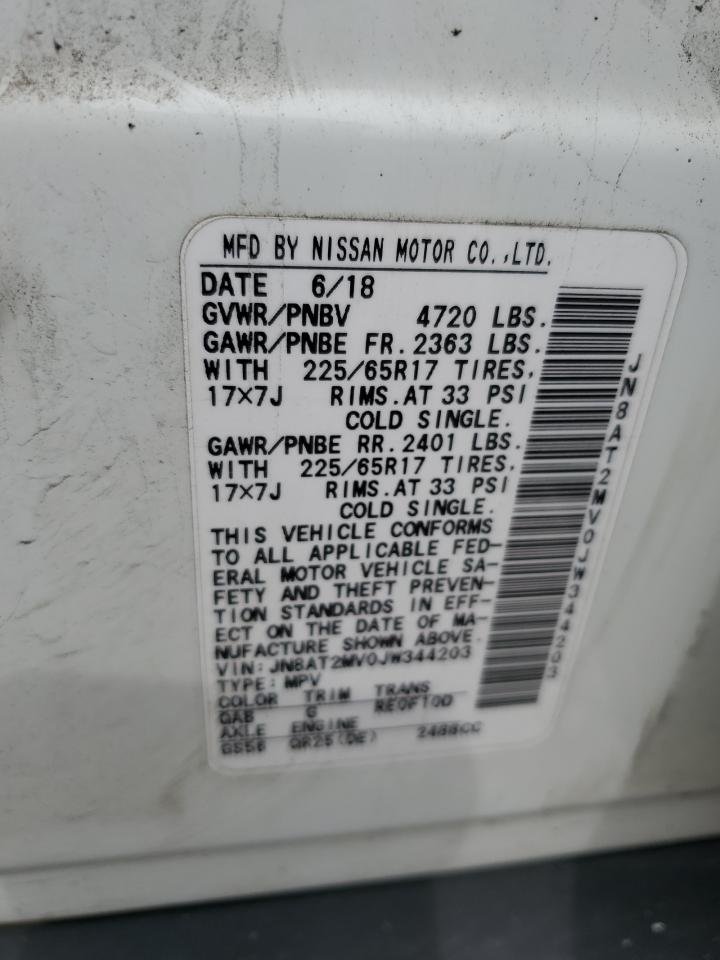 MFD BY NISSAN MOTOR CO.,LTD.
DATE 6/18
GVWR/PNBV 4720 LBS.
GAWR/PNBE FR. 2363 LBS.
WITH 225/65R17 TIRES,
17×7J RIMS. AT 33 PSI
COLD SINGLE.
GAWR/PNBE RR. 2401 LBS.
WITH 225/65R17 TIRES,
17×7J RIMS. AT 33 PSI
COLD SINGLE.
THIS VEHICLE CONFORMS
TO ALL APPLICABLE FED-
ERAL MOTOR VEHICLE SA-
FETY AND THEFT PREVEN-
TION STANDARDS IN EFF-
ECT ON THE DATE OF MA-
NUFACTURE SHOWN ABOVE.
VIN: JN8AT2MV0JW344203
TYPE: MPV
COLOR TRIM TRANS
QAB G RE0F10D
AXLE ENGINE
GS56 QR25(DE) 2488CC
JN8AT2MV0JW344203